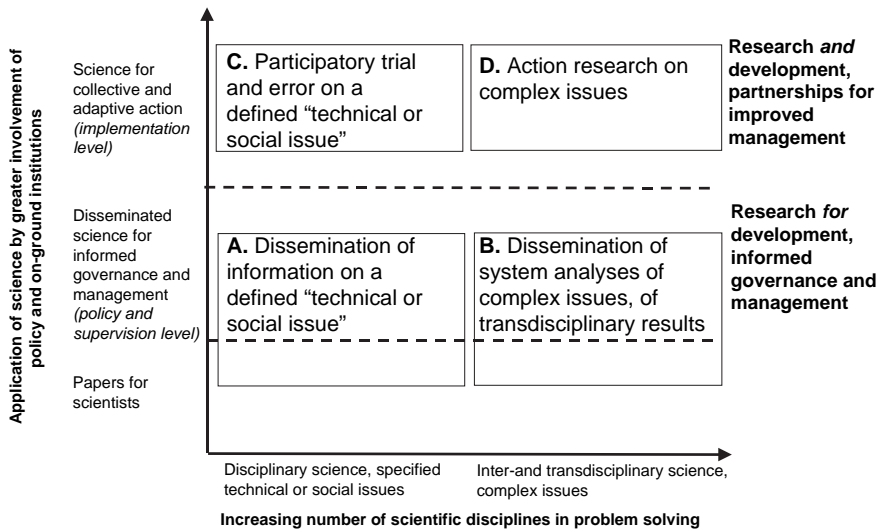 Application of science by greater involvement of
policy and on-ground institutions
Science for
collective and
adaptive action
(implementation
level)
C. Participatory trial
and error on a
defined “technical or
social issue”
D. Action research on
complex issues
Research and
development,
partnerships for
improved
management
Disseminated
science for
informed
governance and
management
(policy and
supervision level)
A. Dissemination of
information on a
defined “technical or
social issue”
B. Dissemination of
system analyses of
complex issues, of
transdisciplinary results
Research for
development,
informed
governance and
management
Papers for
scientists
Disciplinary science, specified
technical or social issues
Inter-and transdisciplinary science,
complex issues
Increasing number of scientific disciplines in problem solving